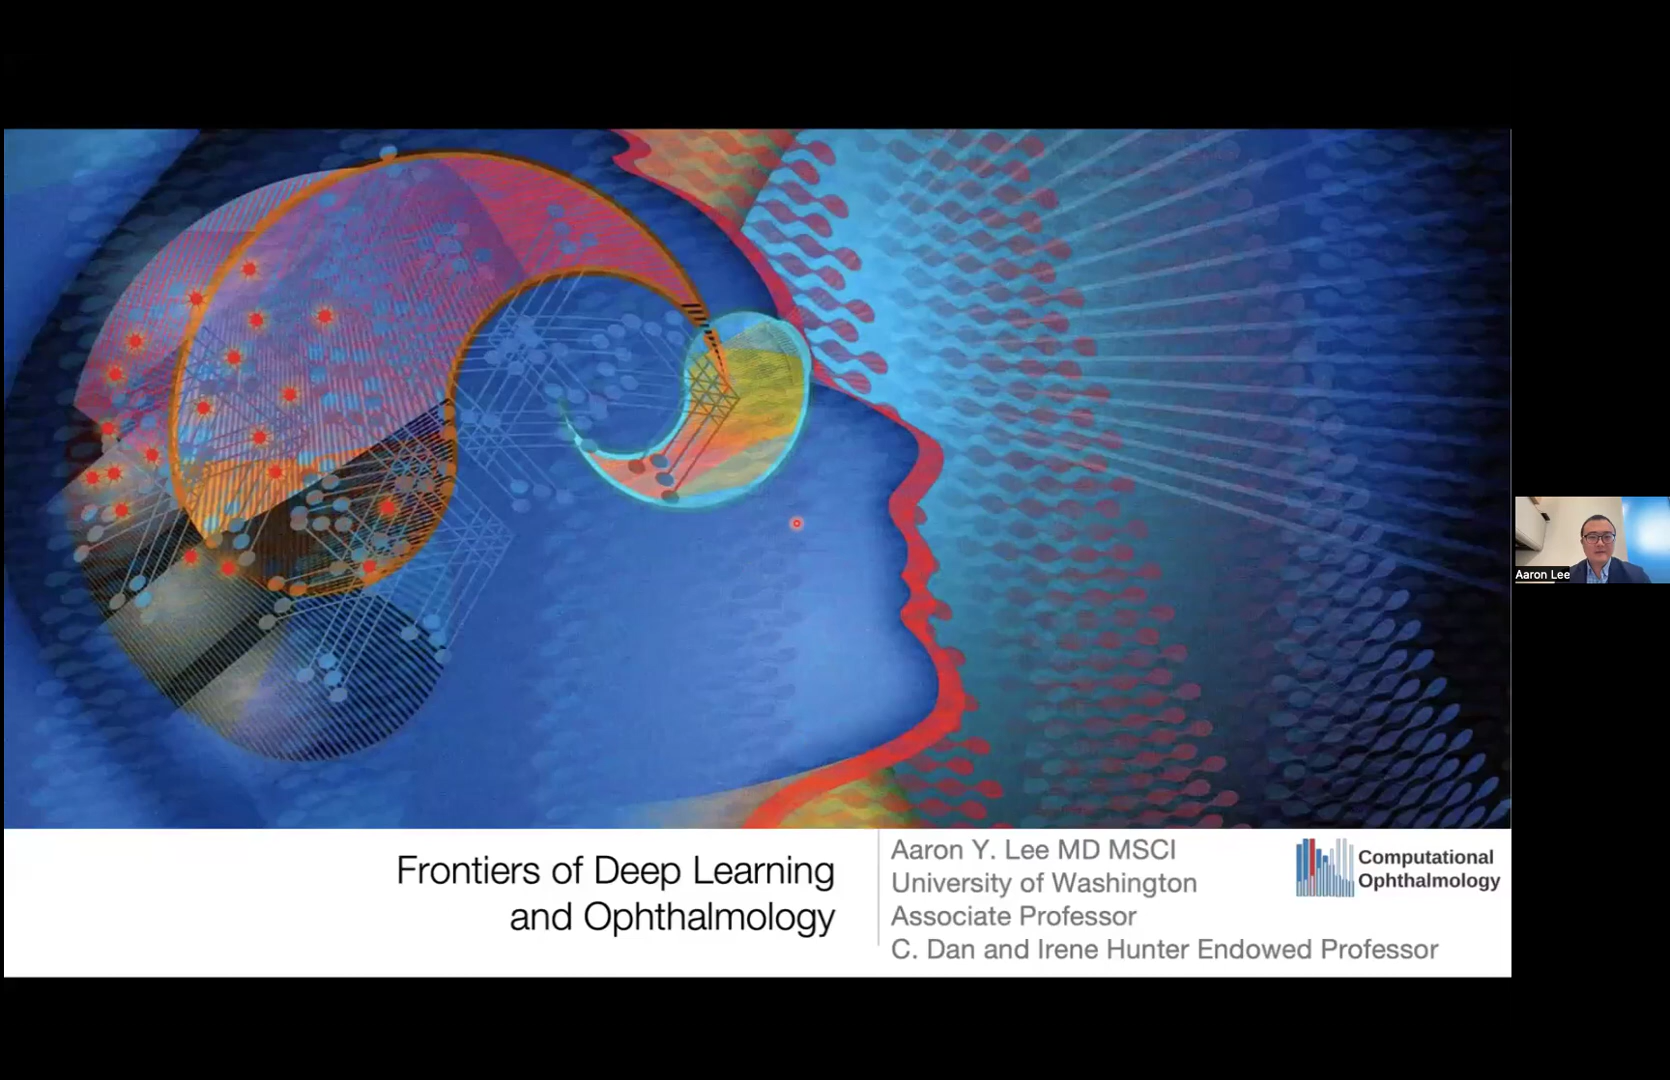 Frontiers of Deep Learning
and Ophthalmology
Aaron Y. Lee MD MSCI
University of Washington
Associate Professor
C. Dan and Irene Hunter Endowed Professor
Computational
Ophthalmology
Aaron Lee